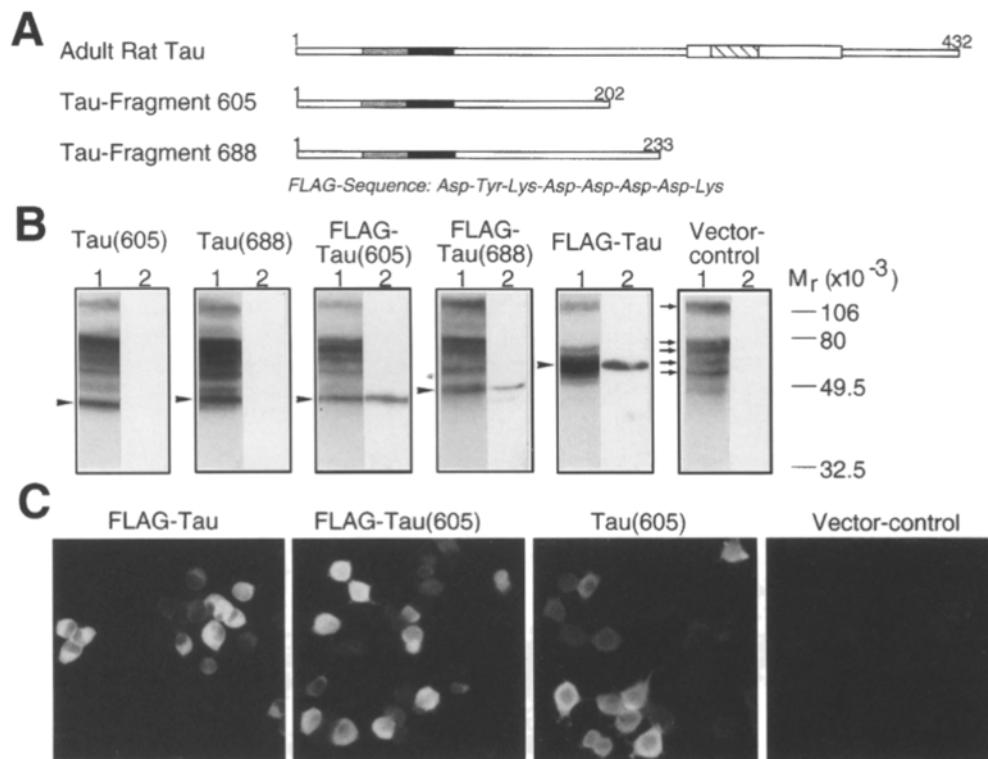 A
Adult Rat Tau
1
432
Tau-Fragment 605
1
202
Tau-Fragment 688
1
233
FLAG-Sequence: Asp-Tyr-Lys-Asp-Asp-Asp-Asp-Lys
B
Tau(605)
1 2
Tau(688)
1 2
FLAG-
Tau(605)
1 2
FLAG-
Tau(688)
1 2
FLAG-Tau
1 2
Vector-
control
1 2
Mr (x10 -3)
106
80
49.5
32.5
C
FLAG-Tau
FLAG-Tau(605)
Tau(605)
Vector-control